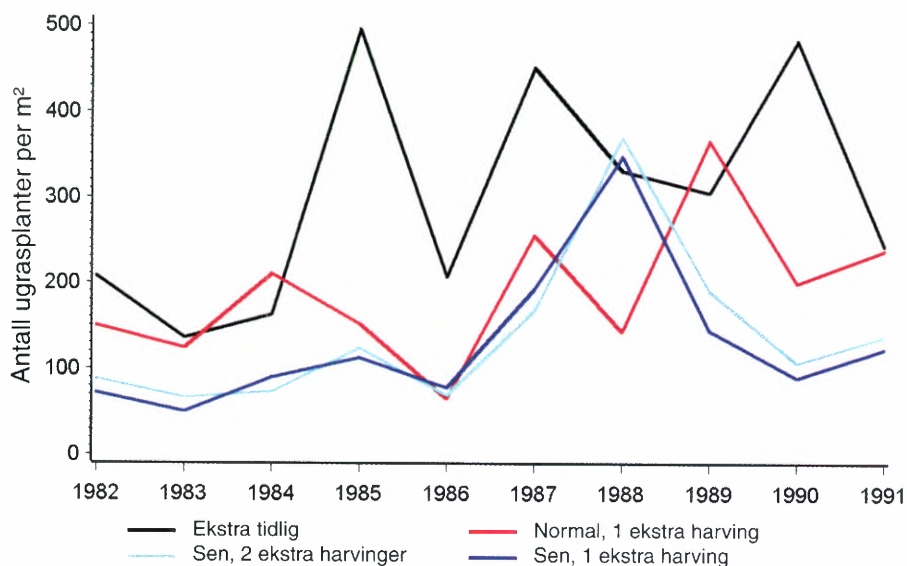 Antall ugrasplanter per m²
500
400
300
200
100
0
1982 1983 1984 1985 1986 1987 1988 1989 1990 1991
Ekstra tidlig Normal, 1 ekstra harving
Sen, 2 ekstra harvinger Sen, 1 ekstra harving